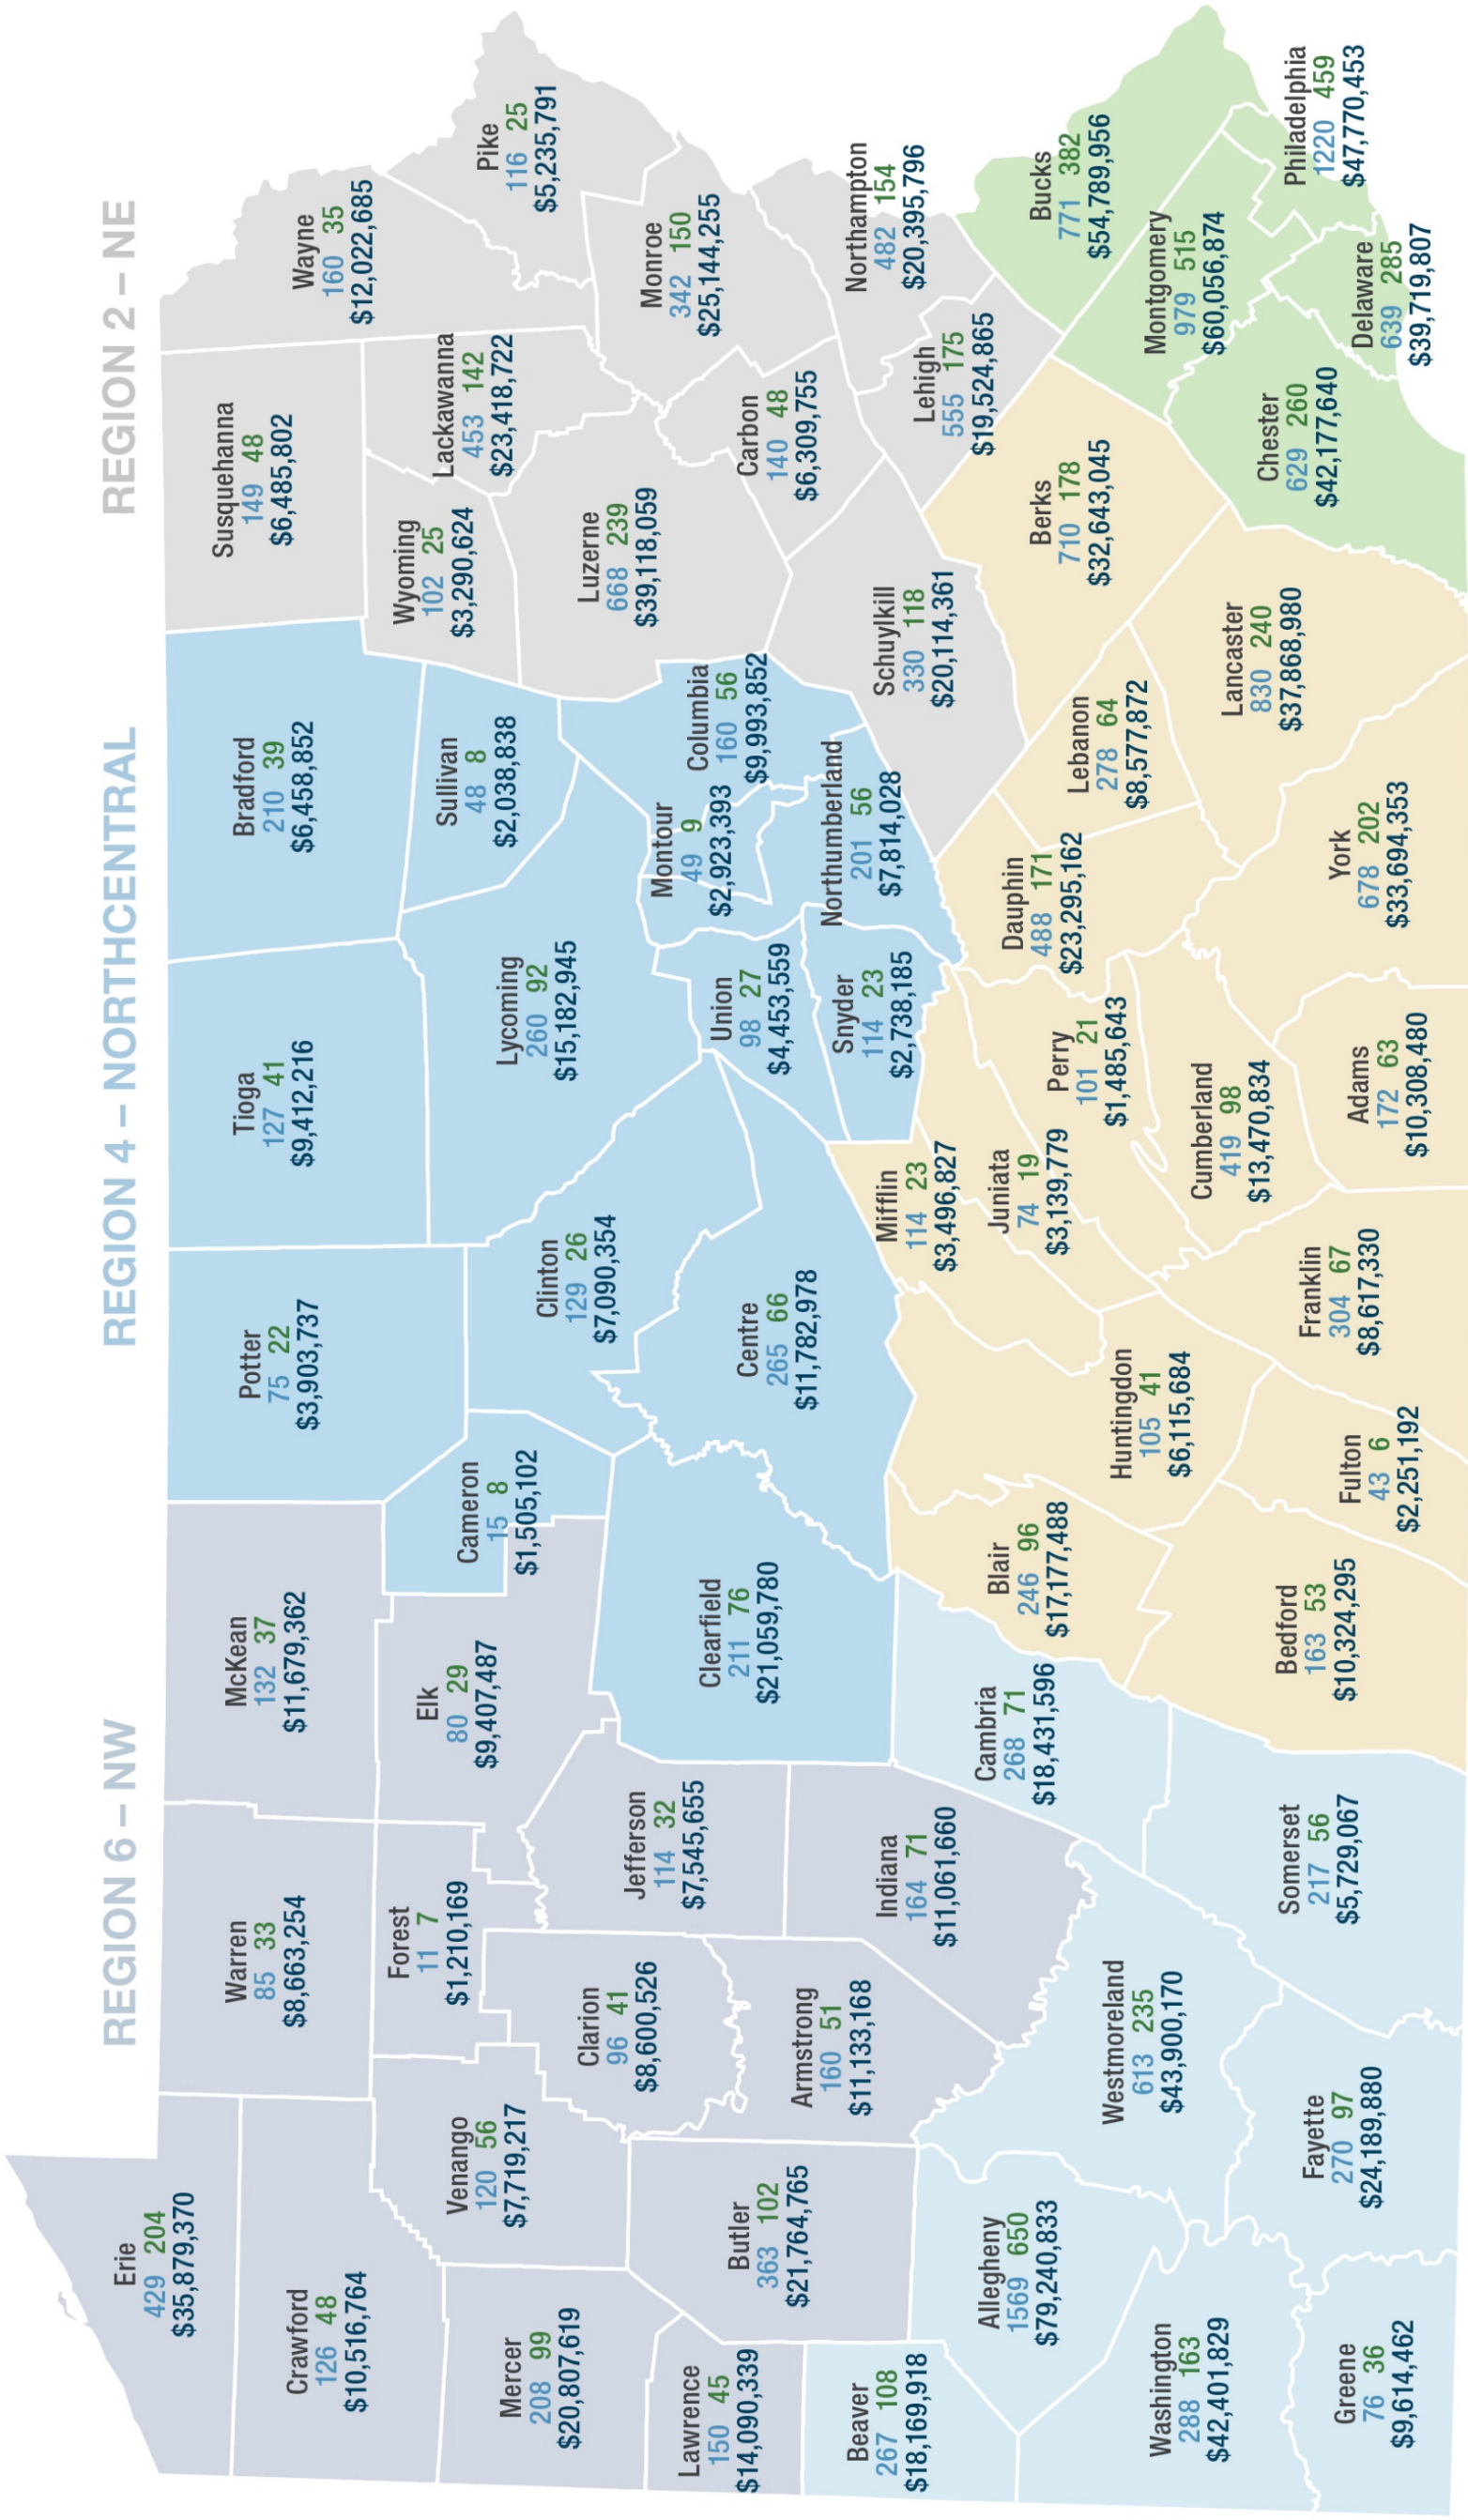 REGION 6 – NW
REGION 4 – NORTHCENTRAL
REGION 2 – NE
Erie
429 204
$35,879,370
Crawford
126 48
$10,516,764
Mercer
208 99
$20,807,619
Lawrence
150 45
$14,090,339
Beaver
267 108
$18,169,918
Washington
288 163
$42,401,829
Greene
76 36
$9,614,462
Warren
85 33
$8,663,254
Forest
11 7
$1,210,169
Venango
120 56
$7,719,217
Clarion
96 41
$8,600,526
Butler
363 102
$21,764,765
Armstrong
160 51
$11,133,168
Allegheny
1569 650
$79,240,833
Westmoreland
613 235
$43,900,170
Fayette
270 97
$24,189,880
McKean
132 37
$11,679,362
Elk
80 29
$9,407,487
Jefferson
114 32
$7,545,655
Indiana
164 71
$11,061,660
Cambria
268 71
$18,431,596
Somerset
217 56
$5,729,067
Potter
75 22
$3,903,737
Cameron
15 8
$1,505,102
Clearfield
211 76
$21,059,780
Clinton
129 26
$7,090,354
Centre
265 66
$11,782,978
Blair
246 96
$17,177,488
Bedford
163 53
$10,324,295
Huntingdon
105 41
$6,115,684
Fulton
43 6
$2,251,192
Franklin
304 67
$8,617,330
Tioga
127 41
$9,412,216
Lycoming
260 92
$15,182,945
Union
98 27
$4,453,559
Snyder
114 23
$2,738,185
Mifflin
114 23
$3,496,827
Juniata
74 19
$3,139,779
Perry
101 21
$1,485,643
Cumberland
419 98
$13,470,834
Adams
172 63
$10,308,480
Bradford
210 39
$6,458,852
Sullivan
48 8
$2,038,838
Montour
49 9
$2,923,393
Columbia
160 56
$9,993,852
Northumberland
201 56
$7,814,028
Dauphin
488 171
$23,295,162
Lebanon
278 64
$8,577,872
York
678 202
$33,694,353
Lancaster
830 240
$37,868,980
Susquehanna
149 48
$6,485,802
Wyoming
102 25
$3,290,624
Lackawanna
453 142
$23,418,722
Luzerne
668 239
$39,118,059
Schuylkill
330 118
$20,114,361
Carbon
140 48
$6,309,755
Berks
710 178
$32,643,045
Wayne
160 35
$12,022,685
Pike
116 25
$5,235,791
Monroe
342 150
$25,144,255
Northampton
482 154
$20,395,796
Lehigh
555 175
$19,524,865
Bucks
771 382
$54,789,956
Montgomery
979 515
$60,056,874
Chester
629 260
$42,177,640
Delaware
639 285
$39,719,807
Philadelphia
1220 459
$47,770,453